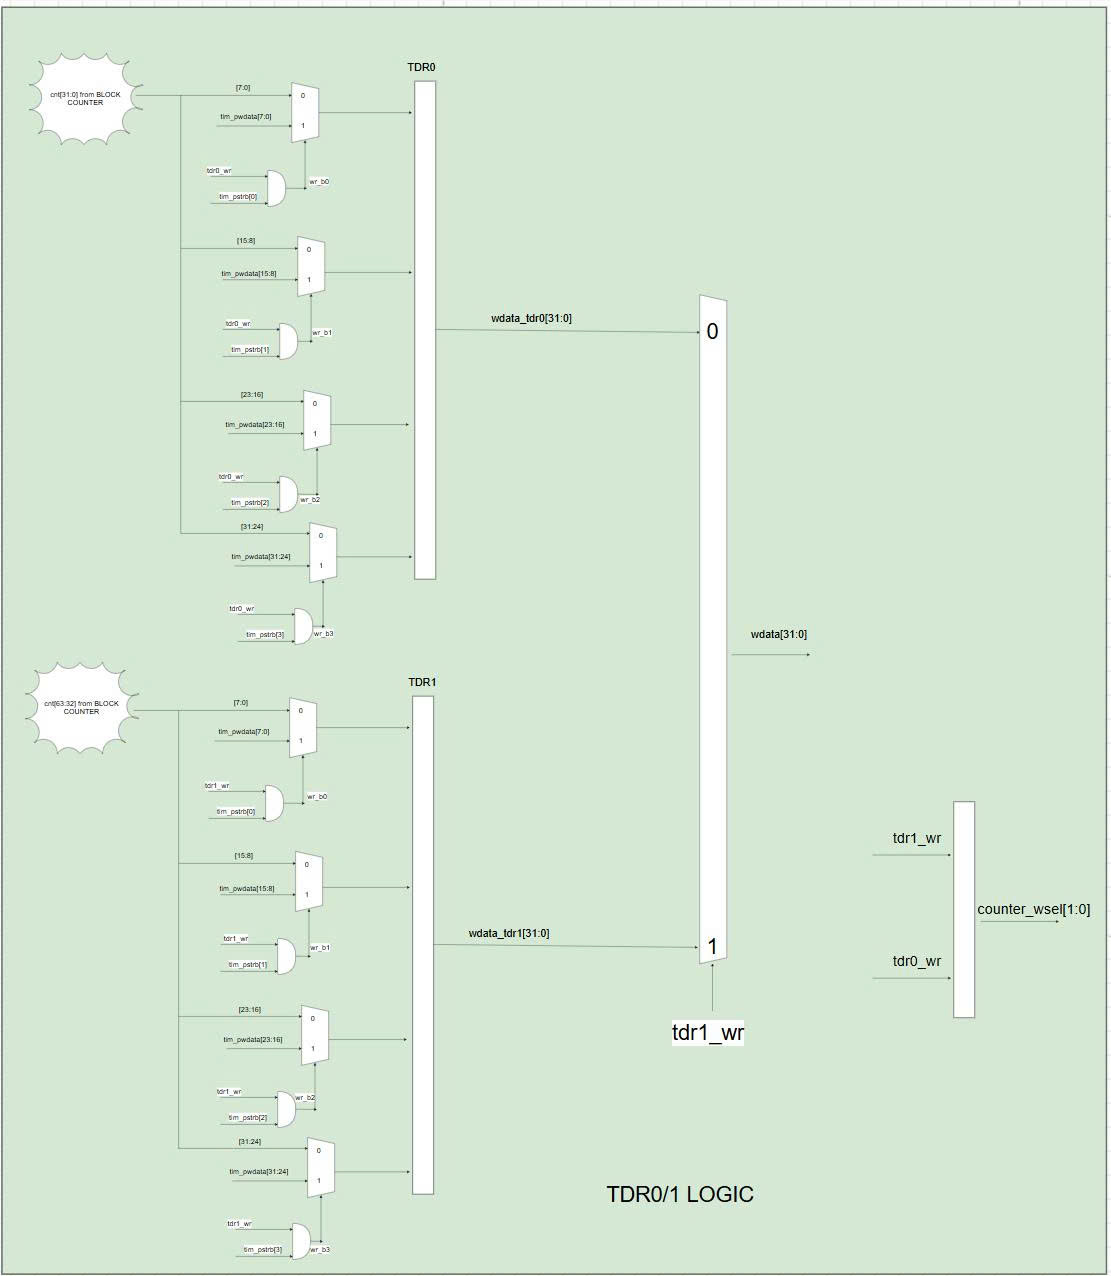 TDR0
cnt[31:0] from BLOCK
COUNTER
[7:0]
0
tim_pwdata[7:0]
1
tdr0_wr
wr_b0
tim_pstrb[0]
[15:8]
0
tim_pwdata[15:8]
1
tdr0_wr
wr_b1
tim_pstrb[1]
wdata_tdr0[31:0]
0
[23:16]
0
tim_pwdata[23:16]
1
tdr0_wr
wr_b2
tim_pstrb[2]
[31:24]
0
tim_pwdata[31:24]
1
tdr0_wr
wr_b3
tim_pstrb[3]
wdata[31:0]
TDR1
cnt[63:32] from BLOCK
COUNTER
[7:0]
0
tim_pwdata[7:0]
1
tdr1_wr
wr_b0
tim_pstrb[0]
[15:8]
0
tim_pwdata[15:8]
1
tdr1_wr
wr_b1
tim_pstrb[1]
wdata_tdr1[31:0]
1
tdr1_wr
tdr1_wr
counter_wsel[1:0]
tdr0_wr
[23:16]
0
tim_pwdata[23:16]
1
tdr1_wr
wr_b2
tim_pstrb[2]
[31:24]
0
tim_pwdata[31:24]
1
tdr1_wr
wr_b3
tim_pstrb[3]
TDR0/1 LOGIC